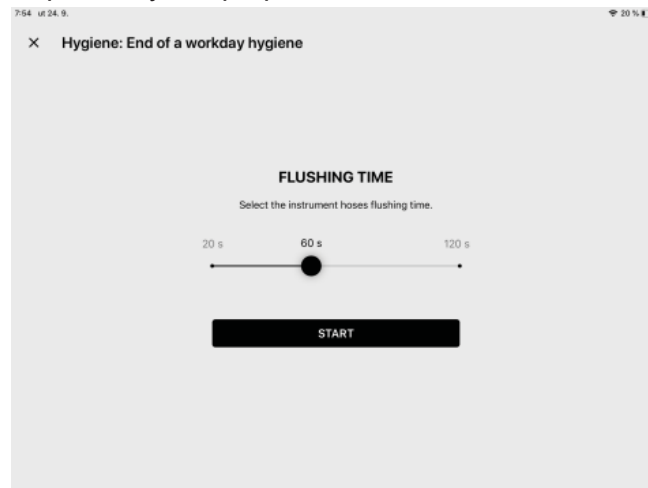 7:54 ut 24. 9.
20 %
× Hygiene: End of a workday hygiene
FLUSHING TIME
Select the instrument hoses flushing time.
20 s 60 s 120 s
START